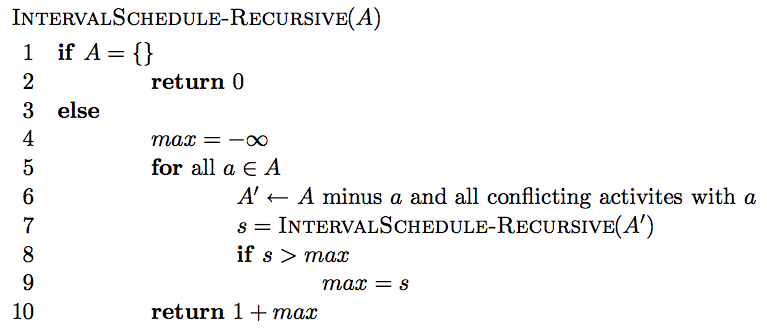 INTERVALSCHEDULE-RECURSIVE(A)
1 if A = {}
2 return 0
3 else
4 max = −∞
5 for all a ∈ A
6 A′ ← A minus a and all conflicting activites with a
7 s = INTERVALSCHEDULE-RECURSIVE(A′)
8 if s > max
9 max = s
10 return 1 + max